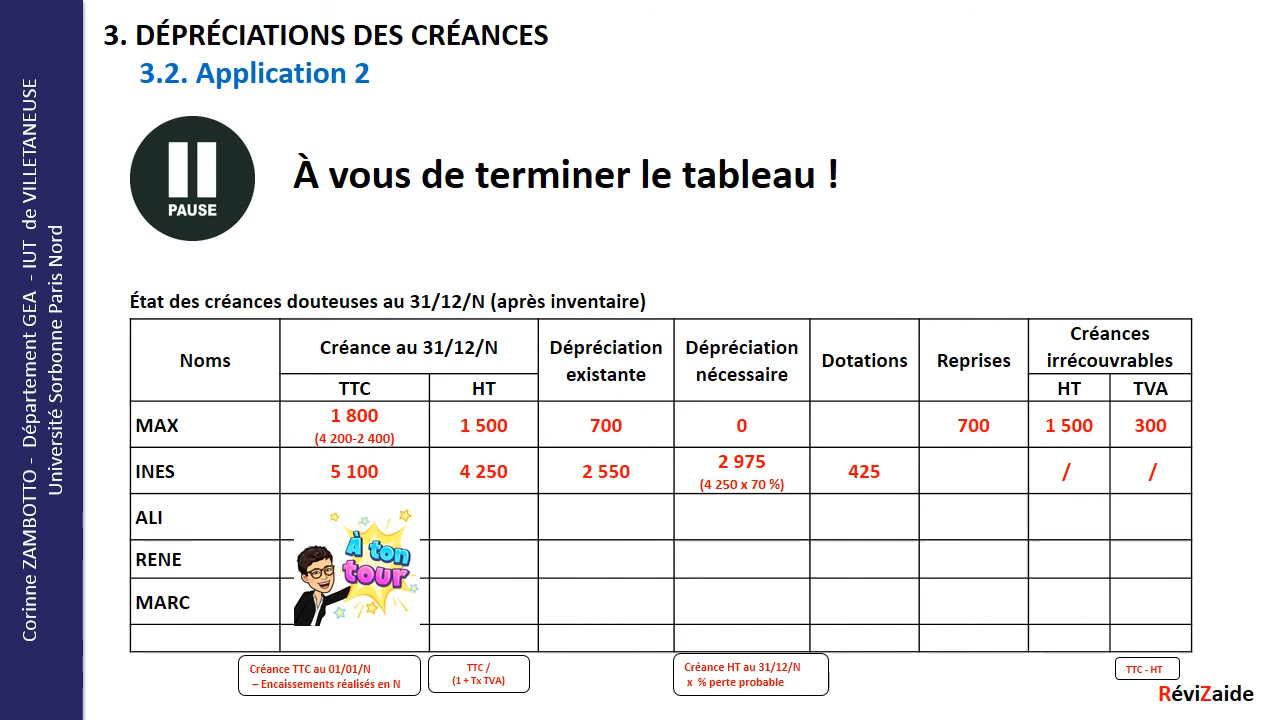 Corinne ZAMBOTTO - Département GEA - IUT de VILLETANEUSE
Université Sorbonne Paris Nord
3. DÉPRÉCIATIONS DES CRÉANCES
3.2. Application 2
PAUSE
À vous de terminer le tableau !
État des créances douteuses au 31/12/N (après inventaire)
Noms Créance au 31/12/N Dépréciation existante Dépréciation nécessaire Dotations Reprises Créances irrécouvrables
TTC HT HT TVA
MAX 1 800 (4 200-2 400) 1 500 700 0 700 1 500 300
INES 5 100 4 250 2 550 2 975 (4 250 x 70 %) 425 / /
ALI
RENE
MARC
À ton
tour
Créance TTC au 01/01/N
– Encaissements réalisés en N
TTC /
(1 + Tx TVA)
Créance HT au 31/12/N
x % perte probable
TTC - HT
RéviZaide